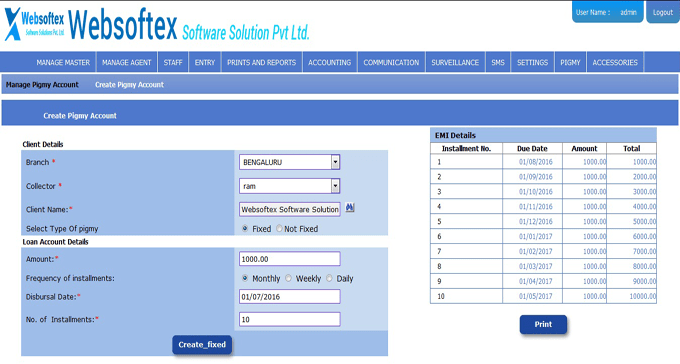 Websoftex
Software Solutions Pvt Ltd.
Websoftex Software Solution Pvt Ltd.
User Name : admin
Logout
MANAGE MASTER MANAGE AGENT STAFF ENTRY PRINTS AND REPORTS ACCOUNTING COMMUNICATION SURVEILLANCE SMS SETTINGS PIGMY ACCESSORIES
Manage Pigmy Account Create Pigmy Account
Create Pigmy Account
Client Details
Branch * BENGALURU
Collector * ram
Client Name:* Websoftex Software Solution
Select Type Of pigmy Fixed Not Fixed
Loan Account Details
Amount:* 1000.00
Frequency of installments: Monthly Weekly Daily
Disbursal Date:* 01/07/2016
No. of Installments:* 10
Create_fixed
EMI Details
Installment No. Due Date Amount Total
1 01/08/2016 1000.00 1000.00
2 01/09/2016 1000.00 2000.00
3 01/10/2016 1000.00 3000.00
4 01/11/2016 1000.00 4000.00
5 01/12/2016 1000.00 5000.00
6 01/01/2017 1000.00 6000.00
7 01/02/2017 1000.00 7000.00
8 01/03/2017 1000.00 8000.00
9 01/04/2017 1000.00 9000.00
10 01/05/2017 1000.00 10000.00
Print